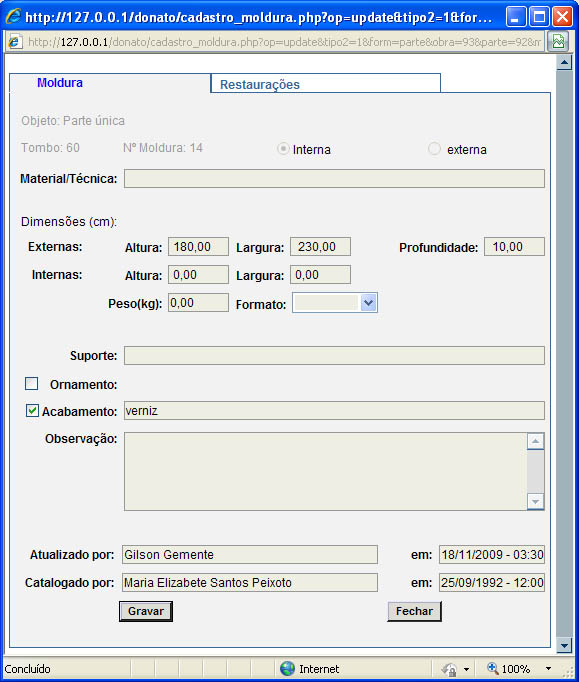 http://127.0.0.1/donato/cadastro_moldura.php?op=update&tipo2=1&for...
http://127.0.0.1/donato/cadastro_moldura.php?op=update&tipo2=1&form=parte&obra=93&parte=92&m
Moldura Restaurações
Objeto: Parte única
Tombo: 60 Nº Moldura: 14 Interna externa
Material/Técnica:
Dimensões (cm):
Externas: Altura: 180,00 Largura: 230,00 Profundidade: 10,00
Internas: Altura: 0,00 Largura: 0,00
Peso(kg): 0,00 Formato:
Suporte:
Ornamento:
Acabamento: verniz
Observação:
Atualizado por: Gilson Gemente em: 18/11/2009 - 03:30
Catalogado por: Maria Elizabete Santos Peixoto em: 25/09/1992 - 12:00
Gravar Fechar
Concluído Internet 100%